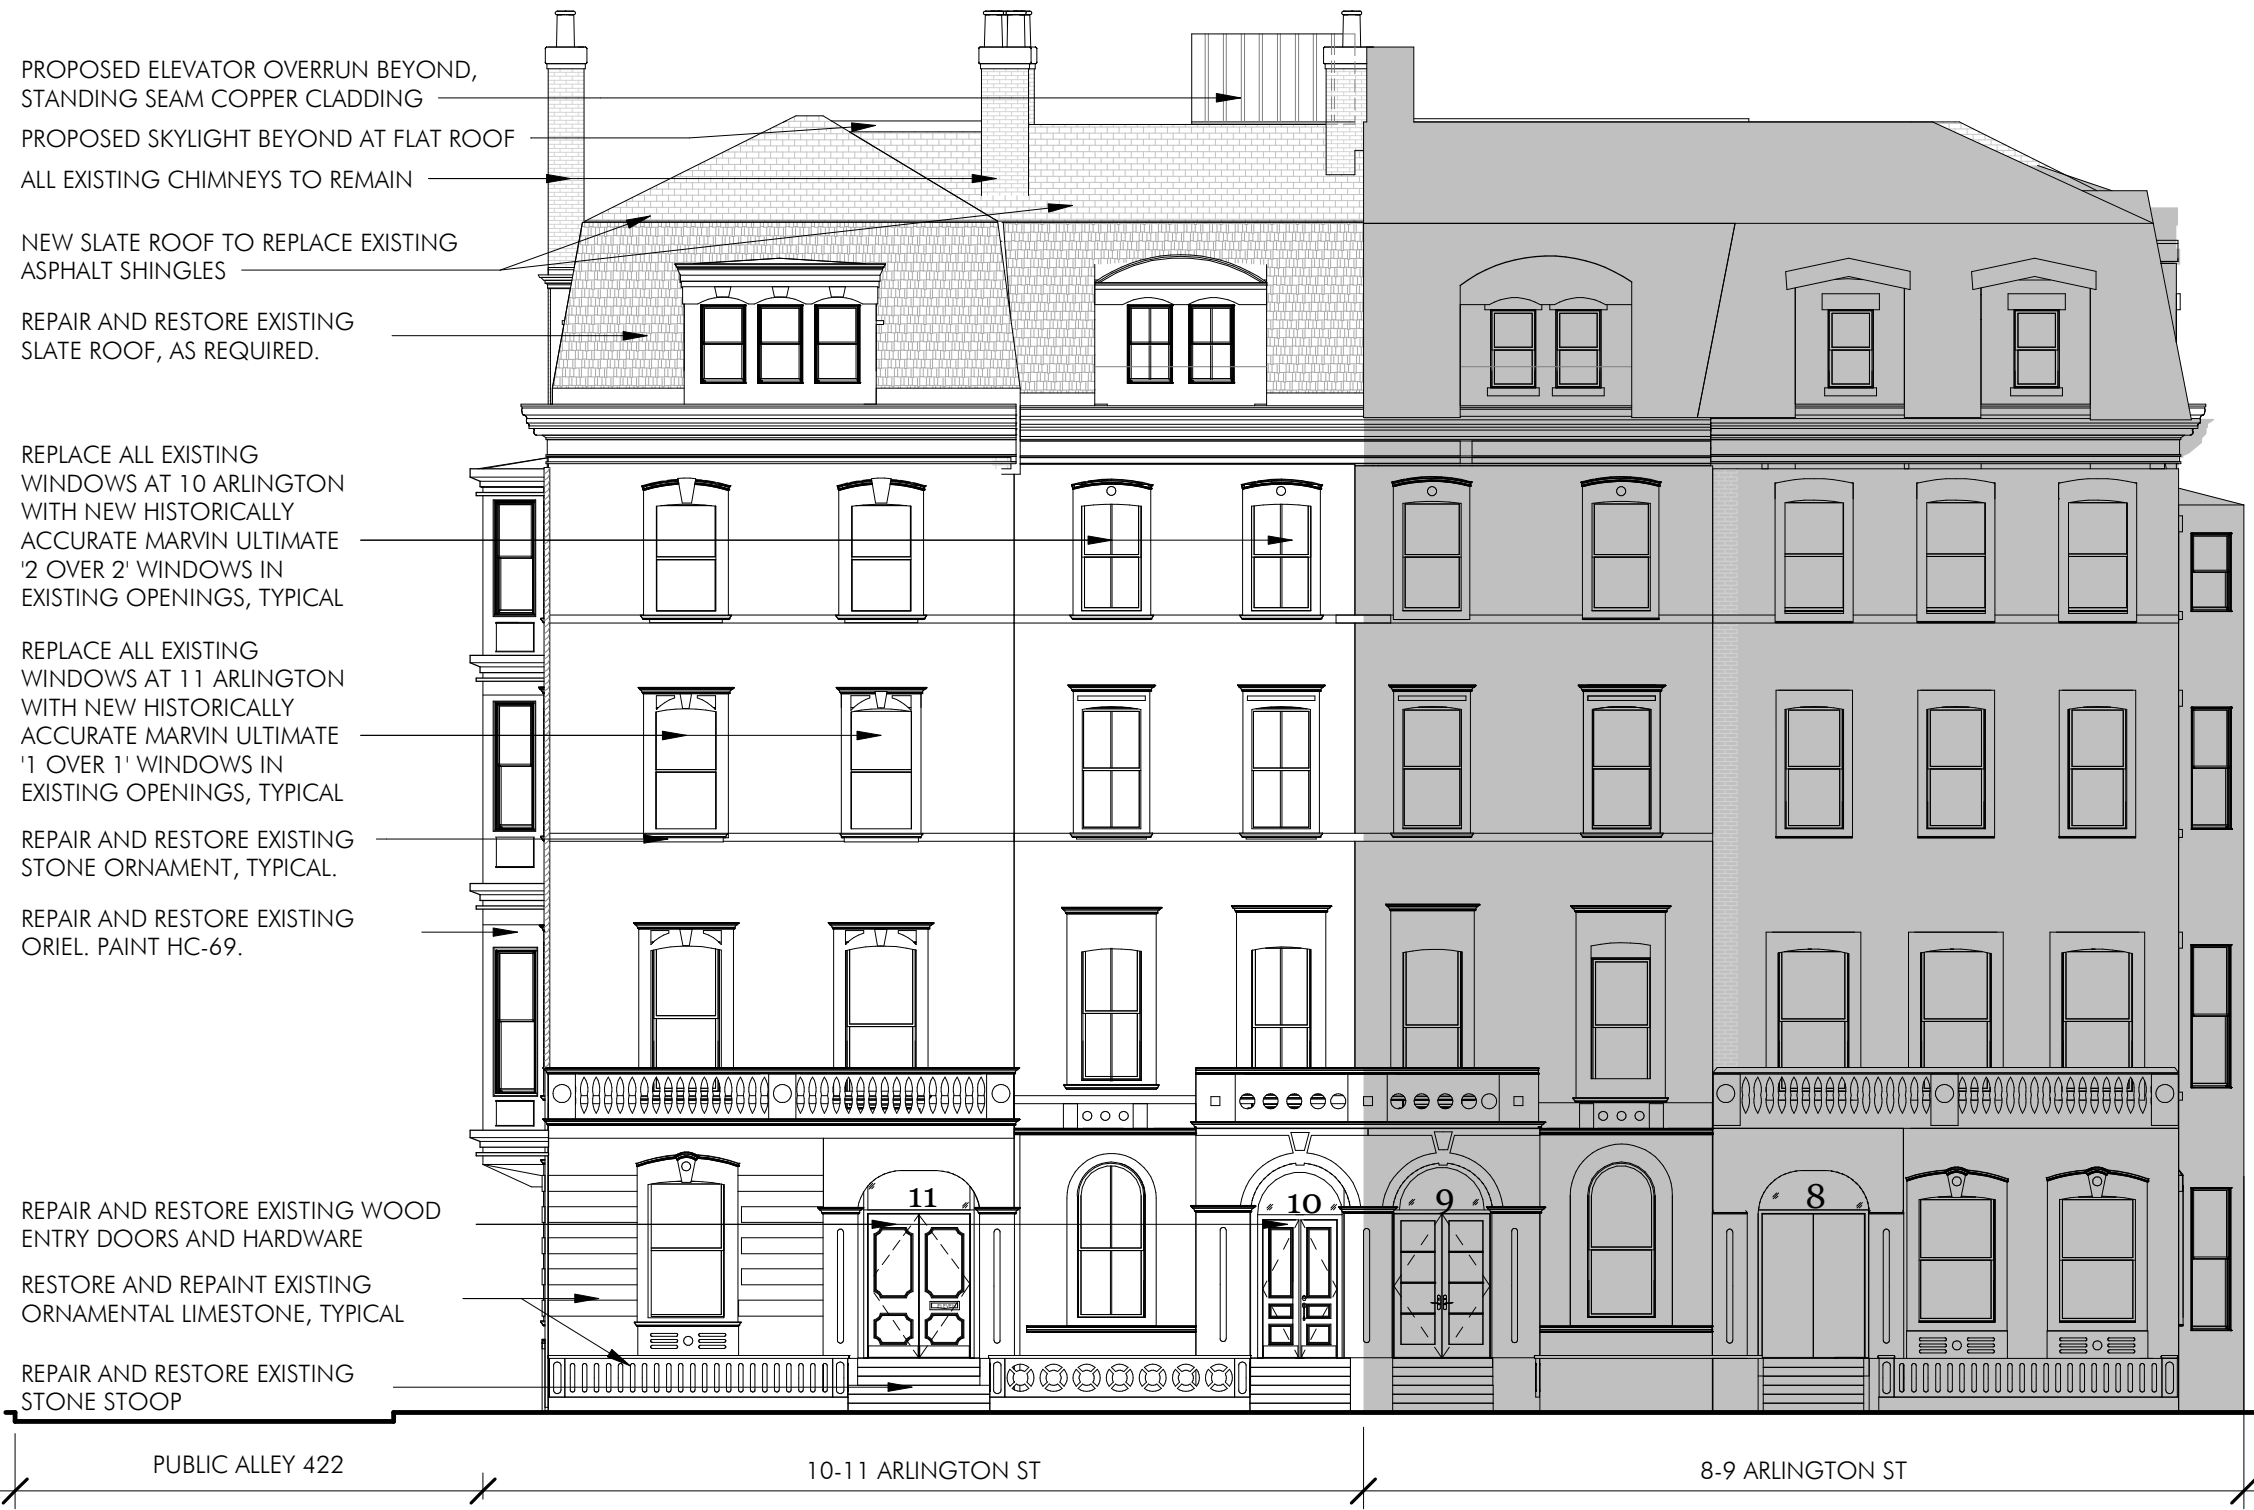 PROPOSED ELEVATOR OVERRUN BEYOND,
STANDING SEAM COPPER CLADDING
PROPOSED SKYLIGHT BEYOND AT FLAT ROOF
ALL EXISTING CHIMNEYS TO REMAIN
NEW SLATE ROOF TO REPLACE EXISTING
ASPHALT SHINGLES
REPAIR AND RESTORE EXISTING
SLATE ROOF, AS REQUIRED.
REPLACE ALL EXISTING
WINDOWS AT 10 ARLINGTON
WITH NEW HISTORICALLY
ACCURATE MARVIN ULTIMATE
'2 OVER 2' WINDOWS IN
EXISTING OPENINGS, TYPICAL
REPLACE ALL EXISTING
WINDOWS AT 11 ARLINGTON
WITH NEW HISTORICALLY
ACCURATE MARVIN ULTIMATE
'1 OVER 1' WINDOWS IN
EXISTING OPENINGS, TYPICAL
REPAIR AND RESTORE EXISTING
STONE ORNAMENT, TYPICAL.
REPAIR AND RESTORE EXISTING
ORIEL. PAINT HC-69.
REPAIR AND RESTORE EXISTING WOOD
ENTRY DOORS AND HARDWARE
RESTORE AND REPAINT EXISTING
ORNAMENTAL LIMESTONE, TYPICAL
REPAIR AND RESTORE EXISTING
STONE STOOP
11
10
9
8
PUBLIC ALLEY 422
10-11 ARLINGTON ST
8-9 ARLINGTON ST